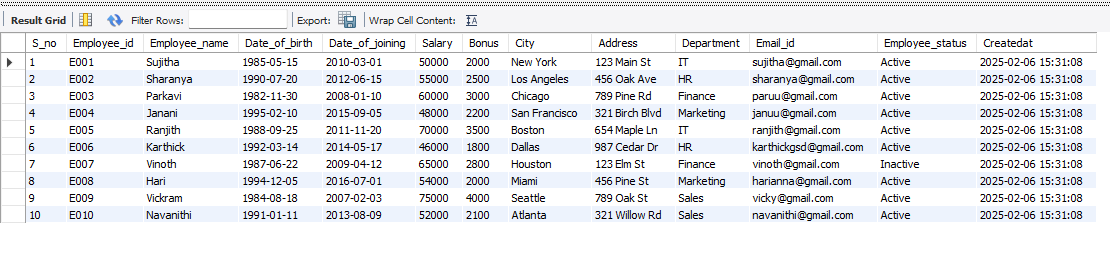 Result Grid Filter Rows: Export: Wrap Cell Content: IA
S_no Employee_id Employee_name Date_of_birth Date_of_joining Salary Bonus City Address Department Email_id Employee_status Createdat
1 E001 Sujitha 1985-05-15 2010-03-01 50000 2000 New York 123 Main St IT sujitha@gmail.com Active 2025-02-06 15:31:08
2 E002 Sharanya 1990-07-20 2012-06-15 55000 2500 Los Angeles 456 Oak Ave HR sharanya@gmail.com Active 2025-02-06 15:31:08
3 E003 Parkavi 1982-11-30 2008-01-10 60000 3000 Chicago 789 Pine Rd Finance paruu@gmail.com Active 2025-02-06 15:31:08
4 E004 Janani 1995-02-10 2015-09-05 48000 2200 San Francisco 321 Birch Blvd Marketing januu@gmail.com Active 2025-02-06 15:31:08
5 E005 Ranjith 1988-09-25 2011-11-20 70000 3500 Boston 654 Maple Ln IT ranjith@gmail.com Active 2025-02-06 15:31:08
6 E006 Karthick 1992-03-14 2014-05-17 46000 1800 Dallas 987 Cedar Dr HR karthickgsd@gmail.com Active 2025-02-06 15:31:08
7 E007 Vinoth 1987-06-22 2009-04-12 65000 2800 Houston 123 Elm St Finance vinoth@gmail.com Inactive 2025-02-06 15:31:08
8 E008 Hari 1994-12-05 2016-07-01 54000 2000 Miami 456 Pine St Marketing harianna@gmail.com Active 2025-02-06 15:31:08
9 E009 Vickram 1984-08-18 2007-02-03 75000 4000 Seattle 789 Oak St Sales vicky@gmail.com Active 2025-02-06 15:31:08
10 E010 Navanithi 1991-01-11 2013-08-09 52000 2100 Atlanta 321 Willow Rd Sales navanithi@gmail.com Active 2025-02-06 15:31:08